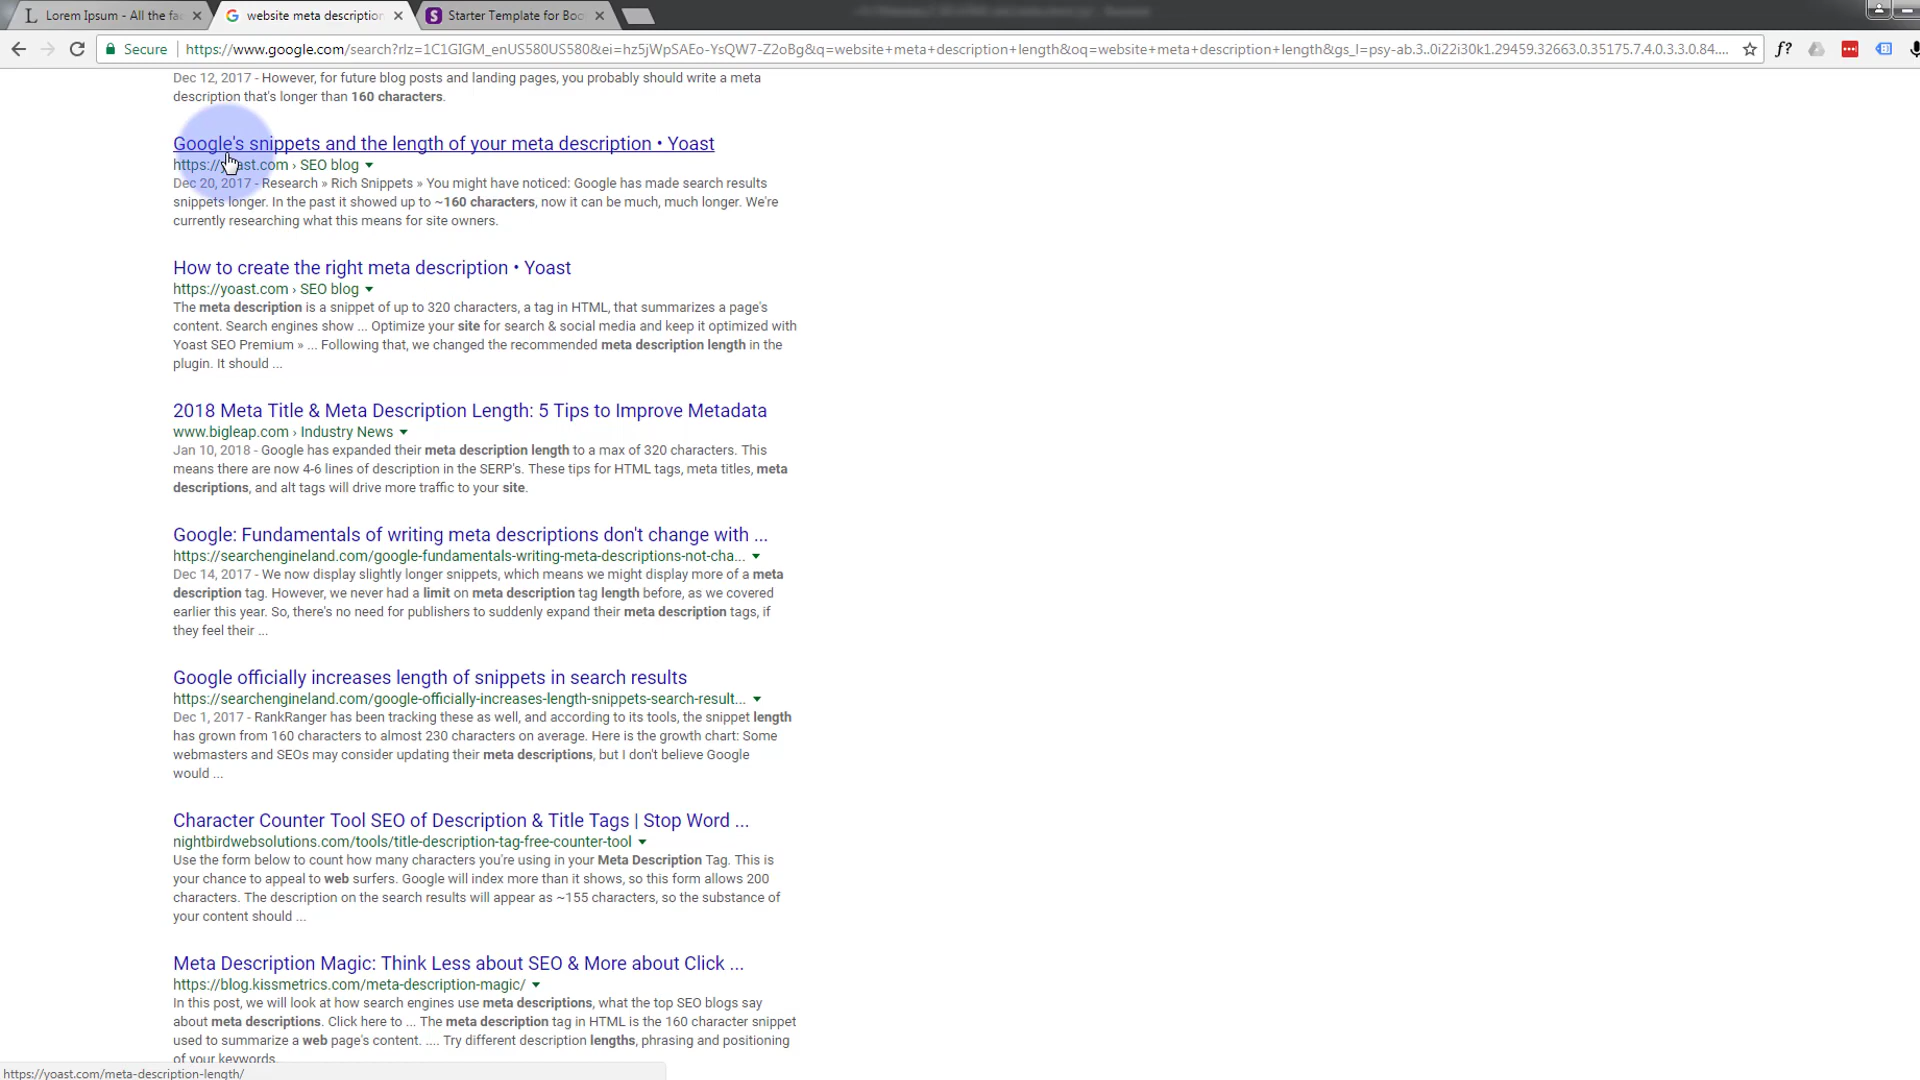 Lorem Ipsum - All the fa
website meta description
Starter Template for Boo
Secure
https://www.google.com/search?rlz=1C1GIGM_enUS580US580&ei=hz5jWpSAEo-YsQW7-Z2oBg&q=website+meta+description+length&oq=website+meta+description+length&gs_l=psy-ab.3..0i22i30k1.29459.32663.0.35175.7.4.0.3.3.0.84....
f?
Dec 12, 2017 - However, for future blog posts and landing pages, you probably should write a meta
description that's longer than 160 characters.
Google's snippets and the length of your meta description • Yoast
https://yoast.com › SEO blog
Dec 20, 2017 - Research » Rich Snippets » You might have noticed: Google has made search results
snippets longer. In the past it showed up to ~160 characters, now it can be much, much longer. We're
currently researching what this means for site owners.
How to create the right meta description • Yoast
https://yoast.com › SEO blog
The meta description is a snippet of up to 320 characters, a tag in HTML, that summarizes a page's
content. Search engines show ... Optimize your site for search & social media and keep it optimized with
Yoast SEO Premium » ... Following that, we changed the recommended meta description length in the
plugin. It should ...
2018 Meta Title & Meta Description Length: 5 Tips to Improve Metadata
www.bigleap.com › Industry News
Jan 10, 2018 - Google has expanded their meta description length to a max of 320 characters. This
means there are now 4-6 lines of description in the SERP's. These tips for HTML tags, meta titles, meta
descriptions, and alt tags will drive more traffic to your site.
Google: Fundamentals of writing meta descriptions don't change with ...
https://searchengineland.com/google-fundamentals-writing-meta-descriptions-not-cha...
Dec 14, 2017 - We now display slightly longer snippets, which means we might display more of a meta
description tag. However, we never had a limit on meta description tag length before, as we covered
earlier this year. So, there's no need for publishers to suddenly expand their meta description tags, if
they feel their ...
Google officially increases length of snippets in search results
https://searchengineland.com/google-officially-increases-length-snippets-search-result...
Dec 1, 2017 - RankRanger has been tracking these as well, and according to its tools, the snippet length
has grown from 160 characters to almost 230 characters on average. Here is the growth chart: Some
webmasters and SEOs may consider updating their meta descriptions, but I don't believe Google
would ...
Character Counter Tool SEO of Description & Title Tags | Stop Word ...
nightbirdwebsolutions.com/tools/title-description-tag-free-counter-tool
Use the form below to count how many characters you're using in your Meta Description Tag. This is
your chance to appeal to web surfers. Google will index more than it shows, so this form allows 200
characters. The description on the search results will appear as ~155 characters, so the substance of
your content should ...
Meta Description Magic: Think Less about SEO & More about Click ...
https://blog.kissmetrics.com/meta-description-magic/
In this post, we will look at how search engines use meta descriptions, what the top SEO blogs say
about meta descriptions. Click here to ... The meta description tag in HTML is the 160 character snippet
used to summarize a web page's content. .... Try different description lengths, phrasing and positioning
of your keywords.
https://yoast.com/meta-description-length/